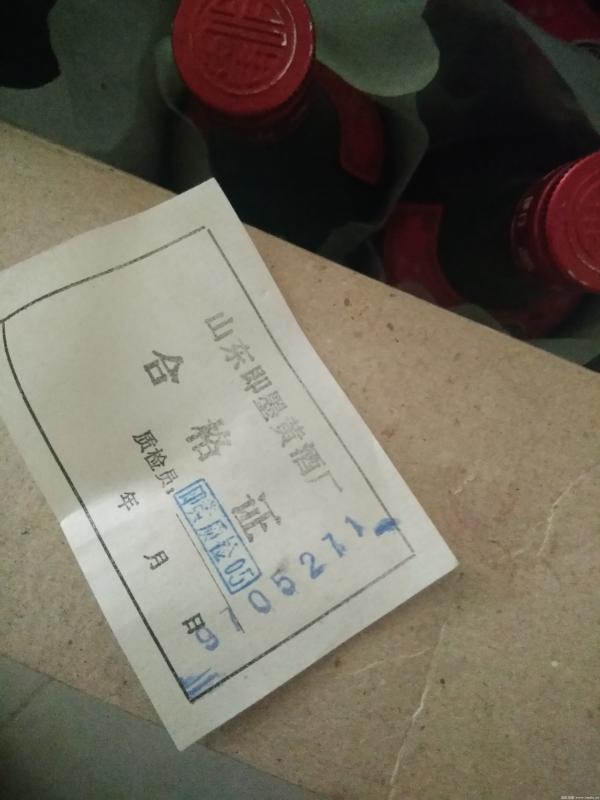 山东即墨黄酒厂
合格证
质检员:
即黄质检05
年 月 日
97052711